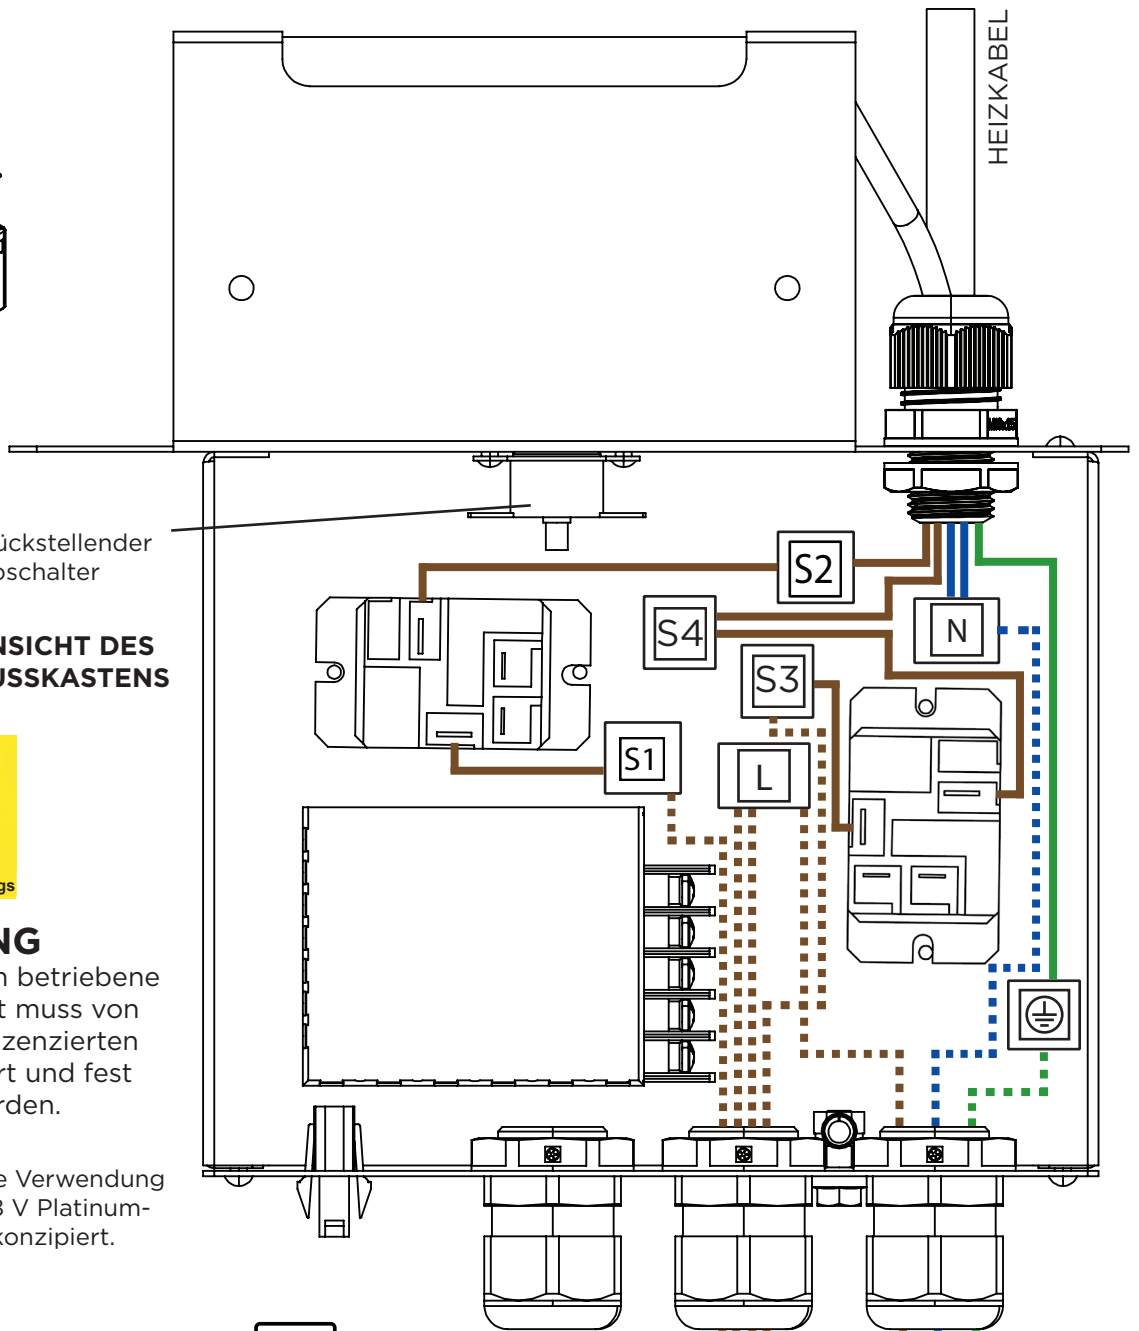 HEIZKABEL
ückstellender
oschalter
NSICHT DES
USSKASTENS
S2
S4
N
S3
S1
L
gs
NG
n betriebene
t muss von
zenzierten
rt und fest
rden.
e Verwendung
3 V Platinum-
konzipiert.